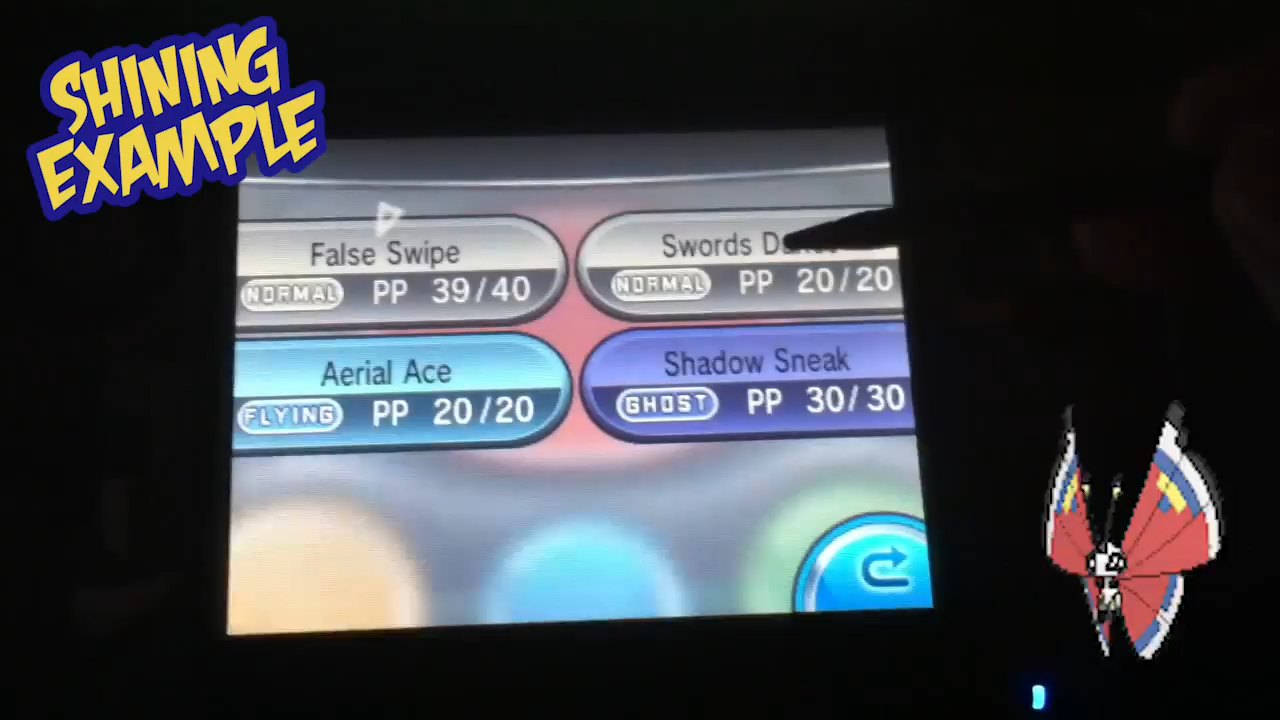 SHINING
EXAMPLE
False Swipe
NORMAL PP 39/40
Swords
NORMAL PP 20/20
Aerial Ace
FLYING PP 20/20
Shadow Sneak
GHOST PP 30/30